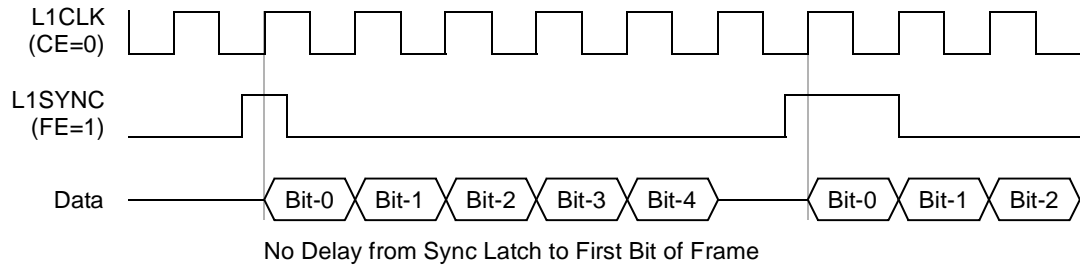 L1CLK
(CE=0)
L1SYNC
(FE=1)
Data Bit-0 Bit-1 Bit-2 Bit-3 Bit-4 Bit-0 Bit-1 Bit-2
No Delay from Sync Latch to First Bit of Frame